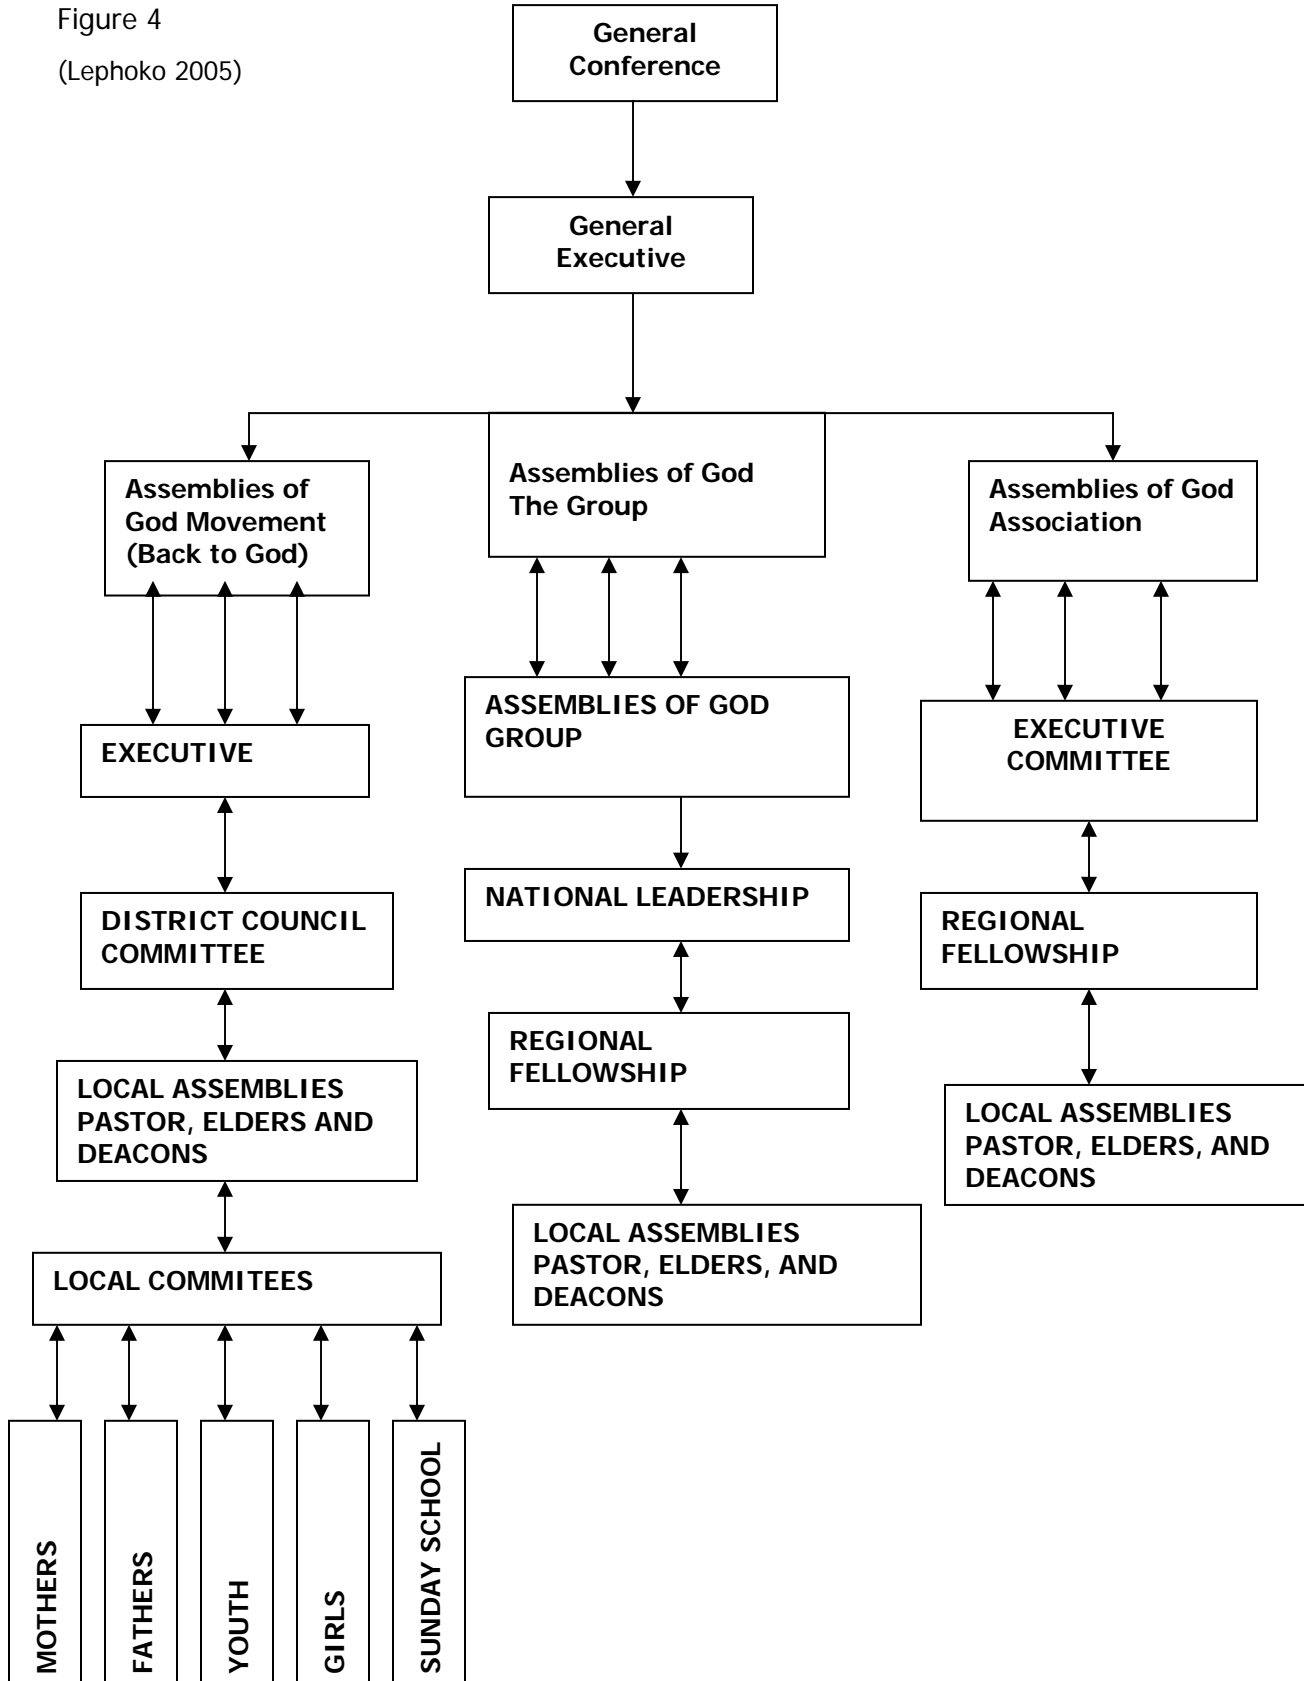 Figure 4
(Lephoko 2005)
General
Conference
General
Executive
Assemblies of
God Movement
(Back to God)
Assemblies of God
The Group
Assemblies of God
Association
EXECUTIVE
ASSEMBLIES OF GOD
GROUP
EXECUTIVE
COMMITTEE
DISTRICT COUNCIL
COMMITTEE
NATIONAL LEADERSHIP
REGIONAL
FELLOWSHIP
LOCAL ASSEMBLIES
PASTOR, ELDERS AND
DEACONS
REGIONAL
FELLOWSHIP
LOCAL ASSEMBLIES
PASTOR, ELDERS, AND
DEACONS
LOCAL COMMITEES
LOCAL ASSEMBLIES
PASTOR, ELDERS, AND
DEACONS
MOTHERS
FATHERS
YOUTH
GIRLS
SUNDAY SCHOOL